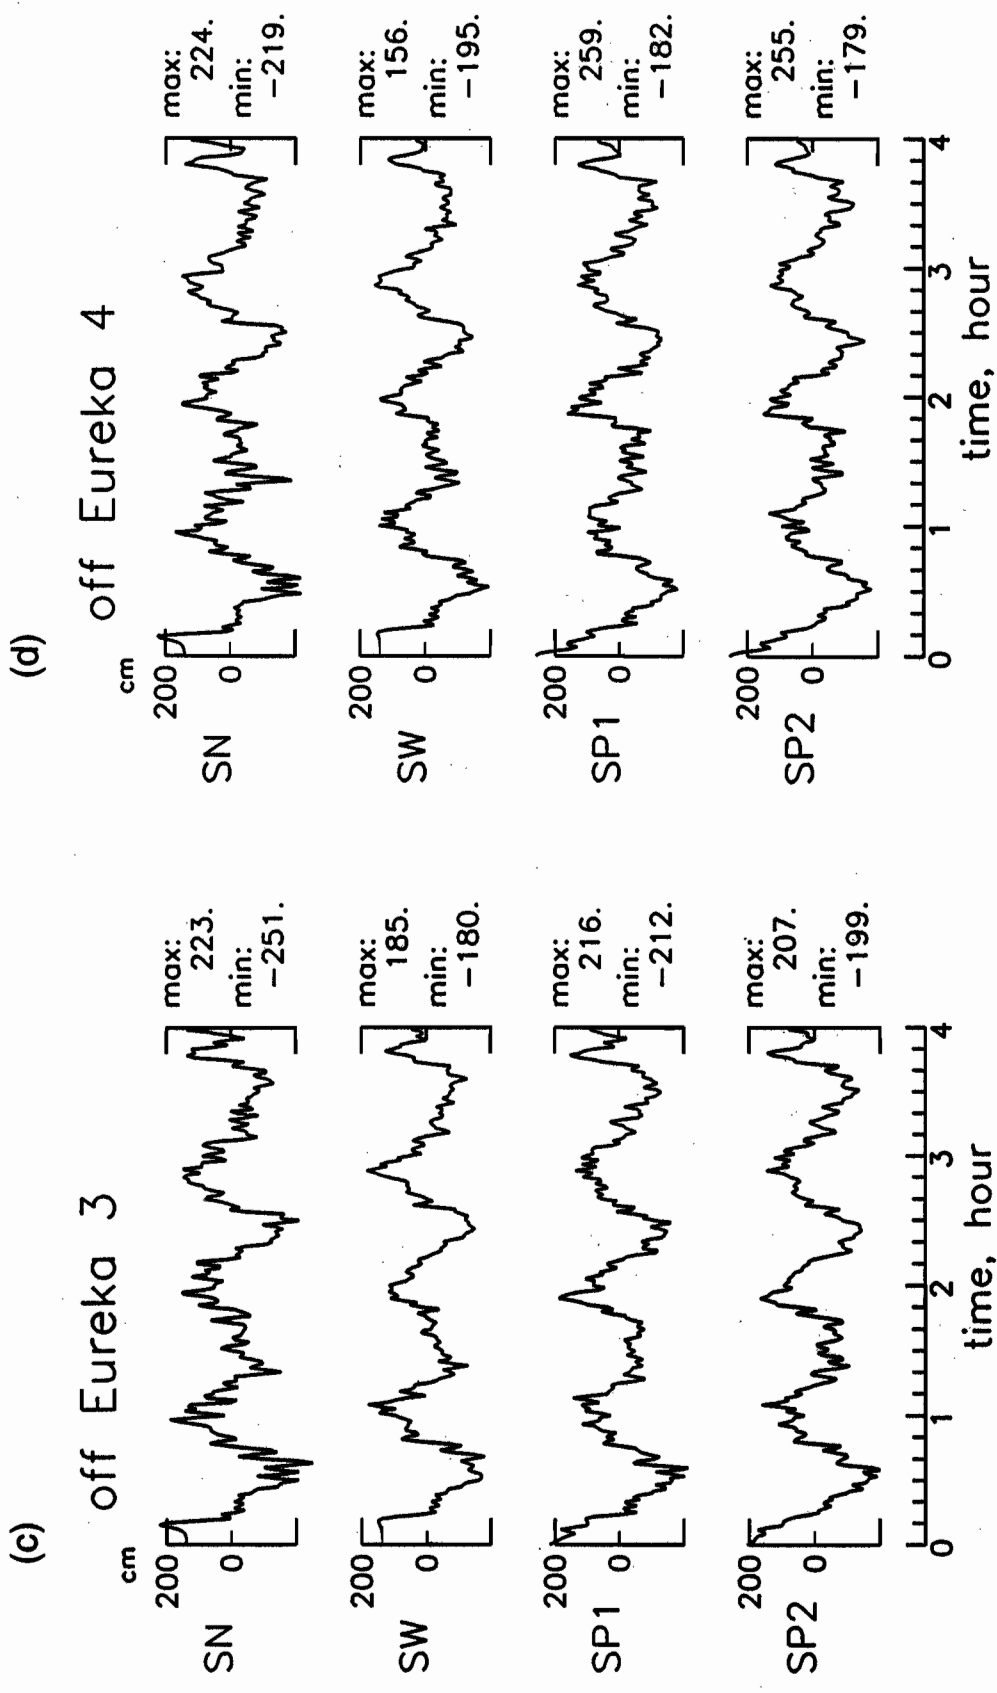 (c)
off Eureka 3
cm
200
0
SN
max:
223.
min:
-251.
200
0
SW
max:
185.
min:
-180.
200
0
SP1
max:
216.
min:
-212.
200
0
SP2
max:
207.
min:
-199.
0 1 2 3 4
time, hour
(d)
off Eureka 4
cm
200
0
SN
max:
224.
min:
-219.
200
0
SW
max:
156.
min:
-195.
200
0
SP1
max:
259.
min:
-182.
200
0
SP2
max:
255.
min:
-179.
0 1 2 3 4
time, hour